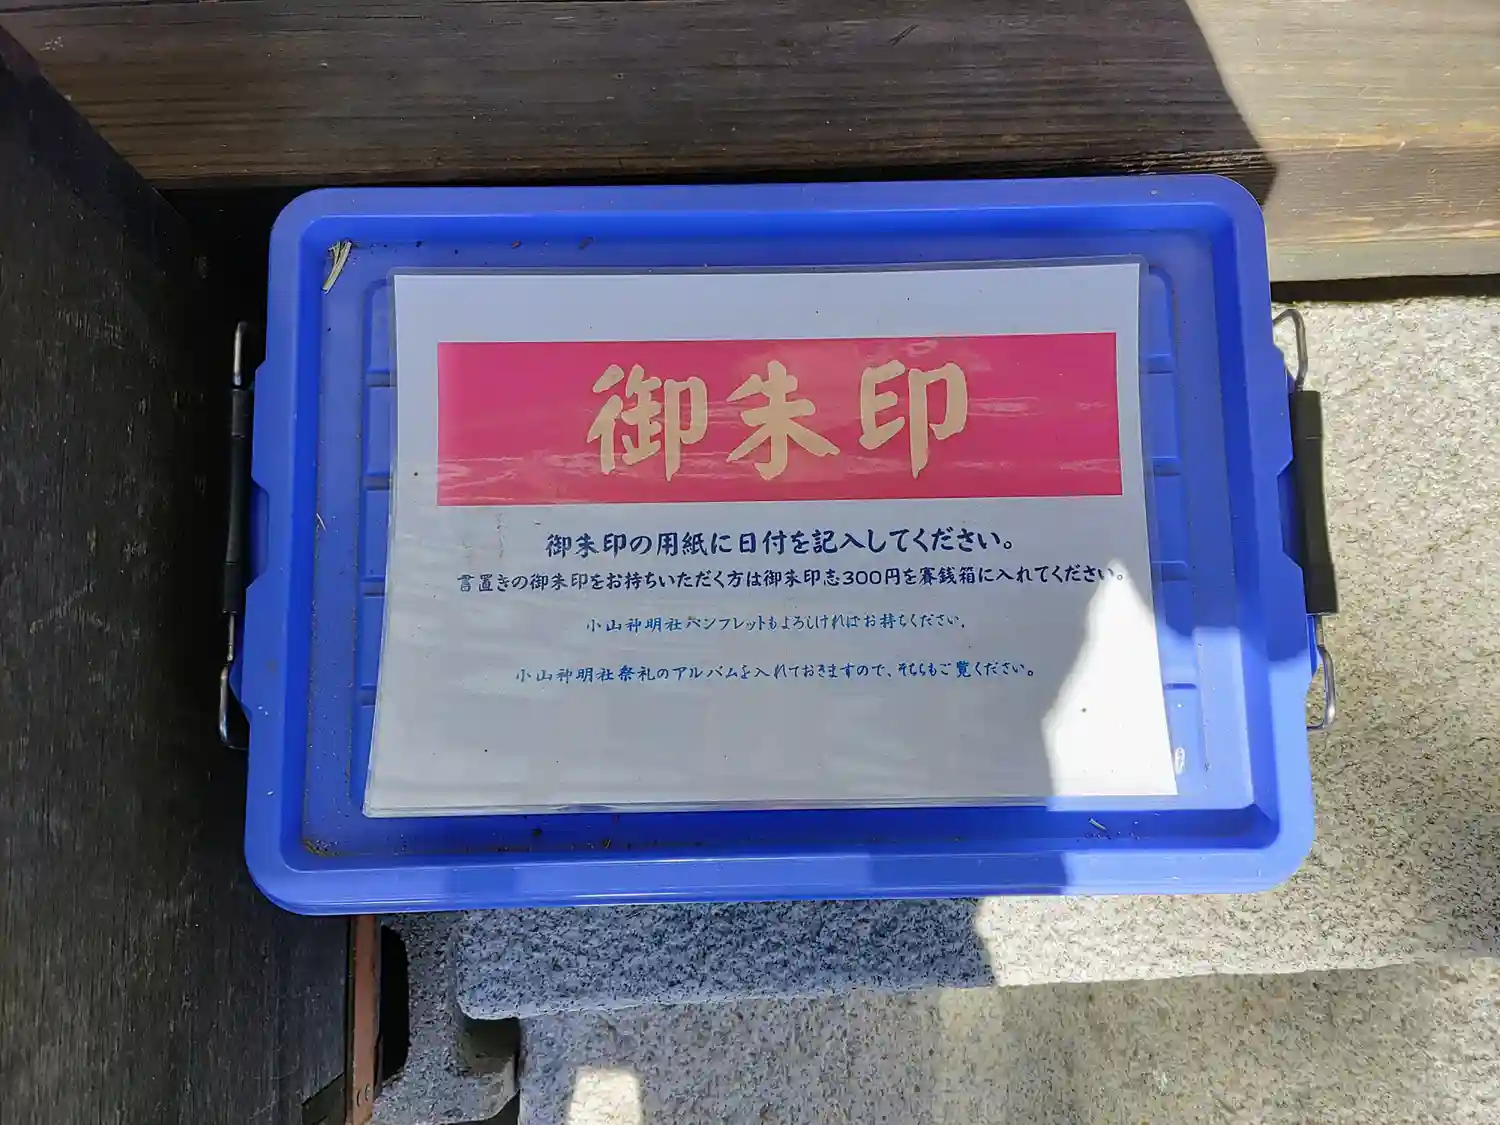 御朱印
御朱印の用紙に日付を記入してください。
書置きの御朱印をお持ちいただく方は御朱印志300円を賽銭箱に入れてください。
小山神明社パンフレットもよろしければお持ちください。
小山神明社祭礼のアルバムを入れておきますので、そちらもご覧ください。